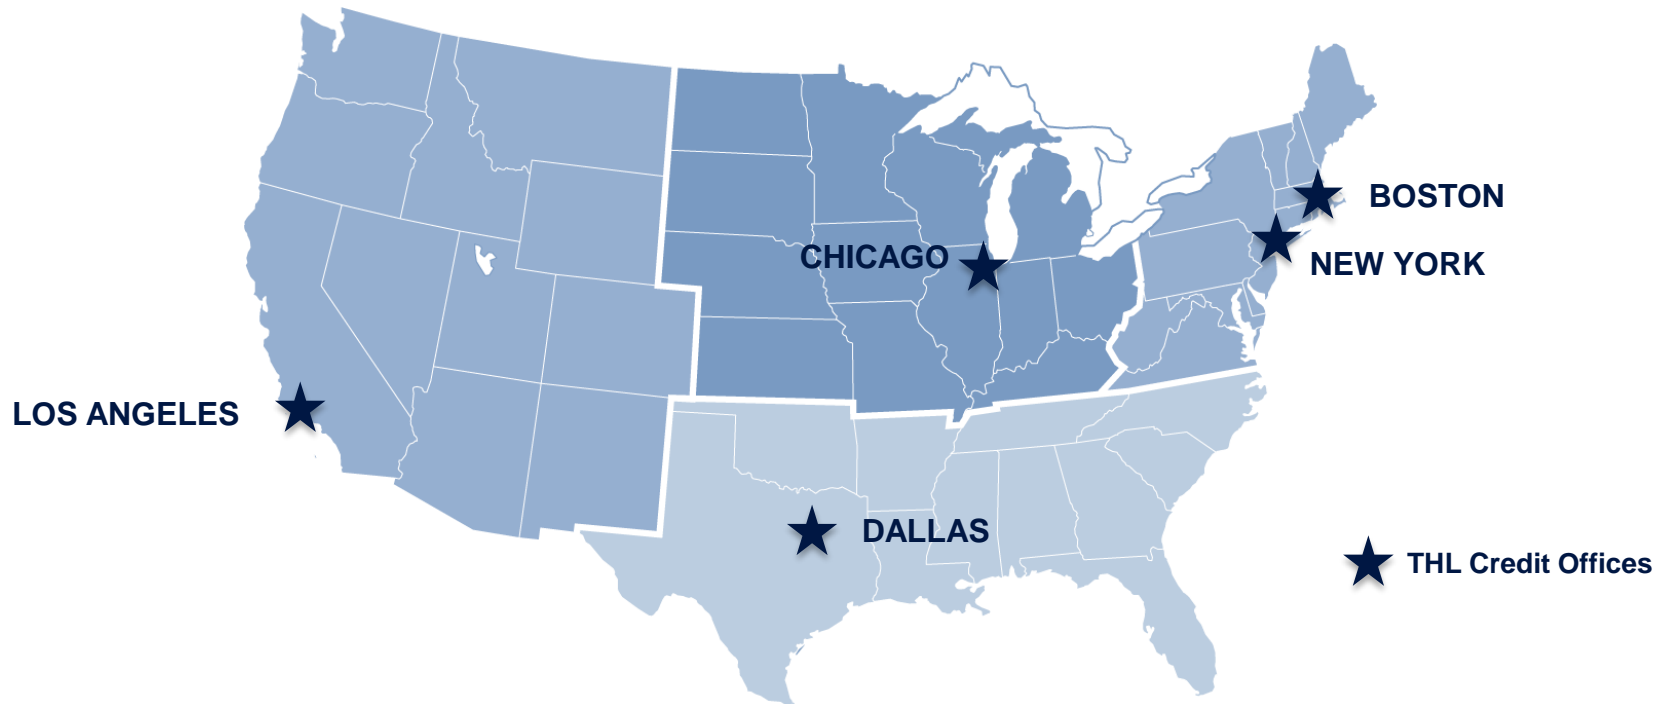 BOSTON
CHICAGO
NEW YORK
LOS ANGELES
DALLAS
THL Credit Offices